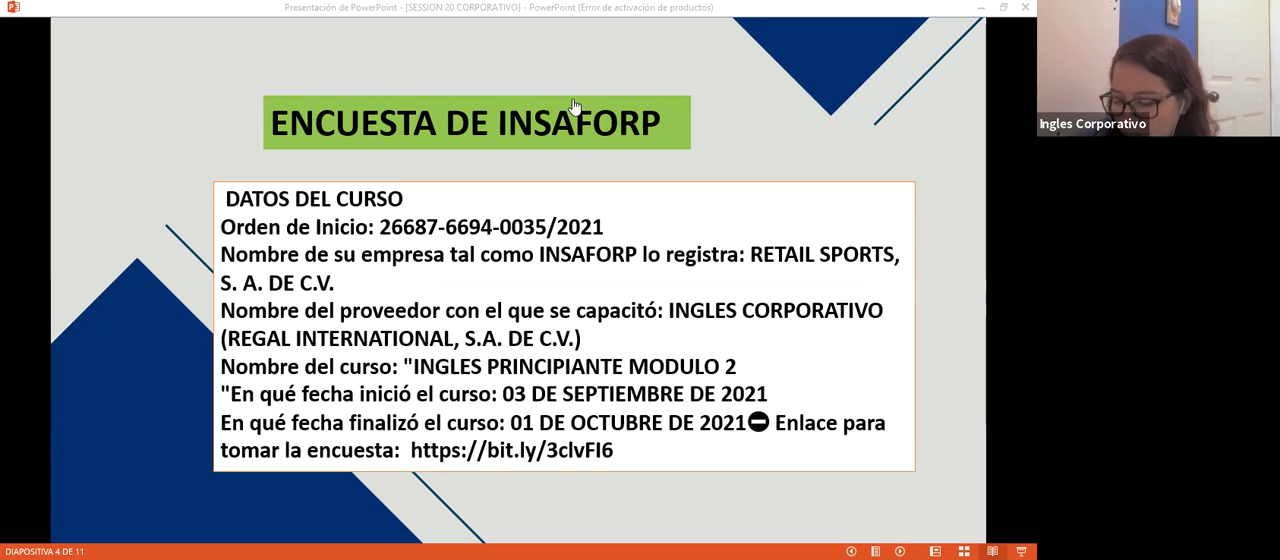 Presentación de PowerPoint - [SESSION 20 CORPORATIVO] - PowerPoint (Error de activación de productos)
ENCUESTA DE INSAFORP
Ingles Corporativo
DATOS DEL CURSO
Orden de Inicio: 26687-6694-0035/2021
Nombre de su empresa tal como INSAFORP lo registra: RETAIL SPORTS,
S. A. DE C.V.
Nombre del proveedor con el que se capacitó: INGLES CORPORATIVO
(REGAL INTERNATIONAL, S.A. DE C.V.)
Nombre del curso: "INGLES PRINCIPIANTE MODULO 2
"En qué fecha inició el curso: 03 DE SEPTIEMBRE DE 2021
En qué fecha finalizó el curso: 01 DE OCTUBRE DE 2021⛔ Enlace para
tomar la encuesta: https://bit.ly/3clvFI6
DIAPOSITIVA 4 DE 11